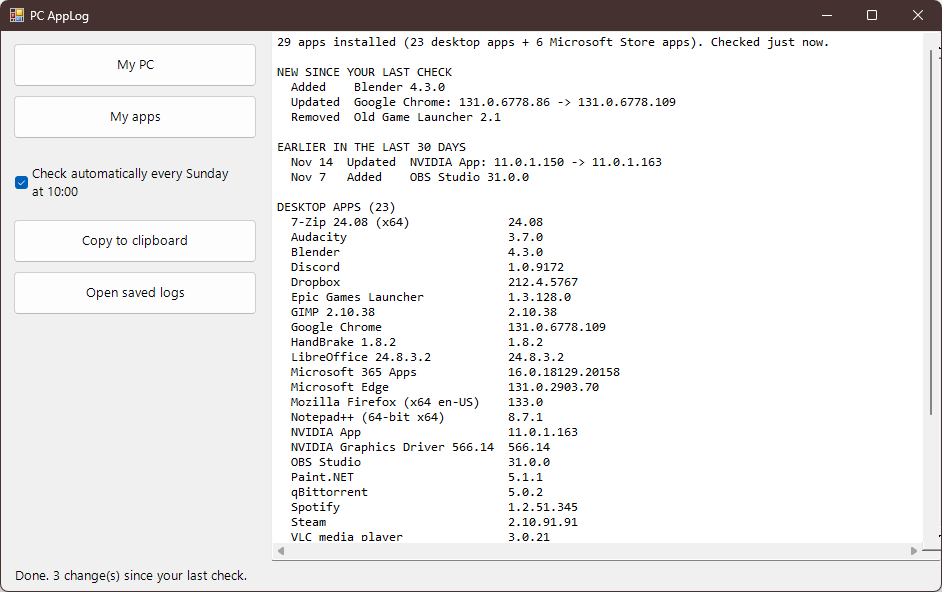 PC AppLog
My PC
My apps
Check automatically every Sunday
at 10:00
Copy to clipboard
Open saved logs
29 apps installed (23 desktop apps + 6 Microsoft Store apps). Checked just now.
NEW SINCE YOUR LAST CHECK
Added Blender 4.3.0
Updated Google Chrome: 131.0.6778.86 -> 131.0.6778.109
Removed Old Game Launcher 2.1
EARLIER IN THE LAST 30 DAYS
Nov 14 Updated NVIDIA App: 11.0.1.150 -> 11.0.1.163
Nov 7 Added OBS Studio 31.0.0
DESKTOP APPS (23)
7-Zip 24.08 (x64) 24.08
Audacity 3.7.0
Blender 4.3.0
Discord 1.0.9172
Dropbox 212.4.5767
Epic Games Launcher 1.3.128.0
GIMP 2.10.38 2.10.38
Google Chrome 131.0.6778.109
HandBrake 1.8.2 1.8.2
LibreOffice 24.8.3.2 24.8.3.2
Microsoft 365 Apps 16.0.18129.20158
Microsoft Edge 131.0.2903.70
Mozilla Firefox (x64 en-US) 133.0
Notepad++ (64-bit x64) 8.7.1
NVIDIA App 11.0.1.163
NVIDIA Graphics Driver 566.14 566.14
OBS Studio 31.0.0
Paint.NET 5.1.1
qBittorrent 5.0.2
Spotify 1.2.51.345
Steam 2.10.91.91
VLC media player 3.0.21
Done. 3 change(s) since your last check.